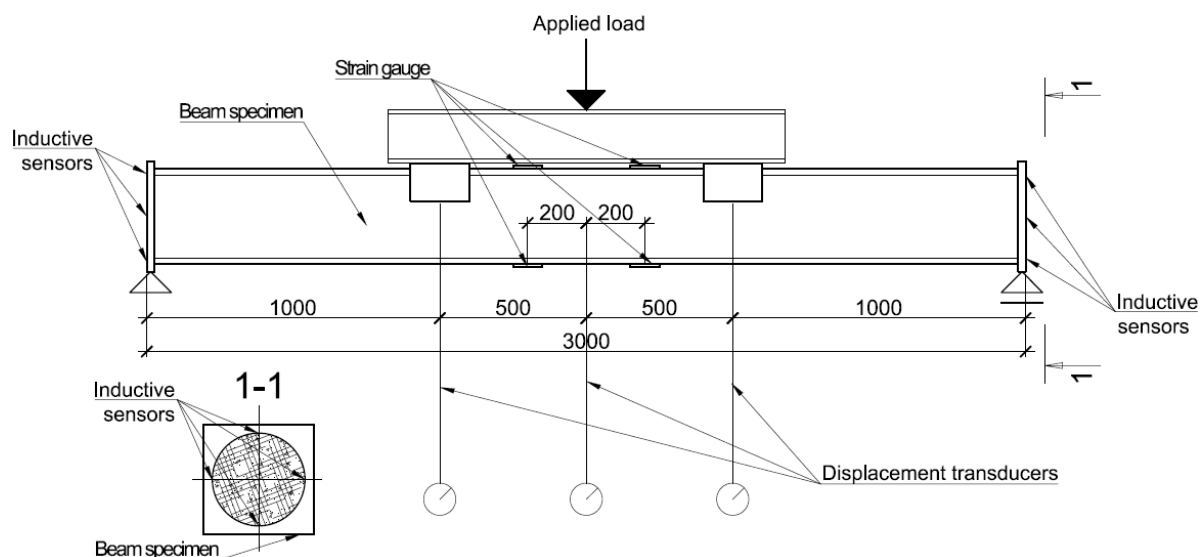 Applied load
Strain gauge
1
Beam specimen
Inductive
sensors
200 200
1000 500 500 1000
Inductive
sensors
3000
1
1-1
Inductive
sensors
Displacement transducers
Beam specimen